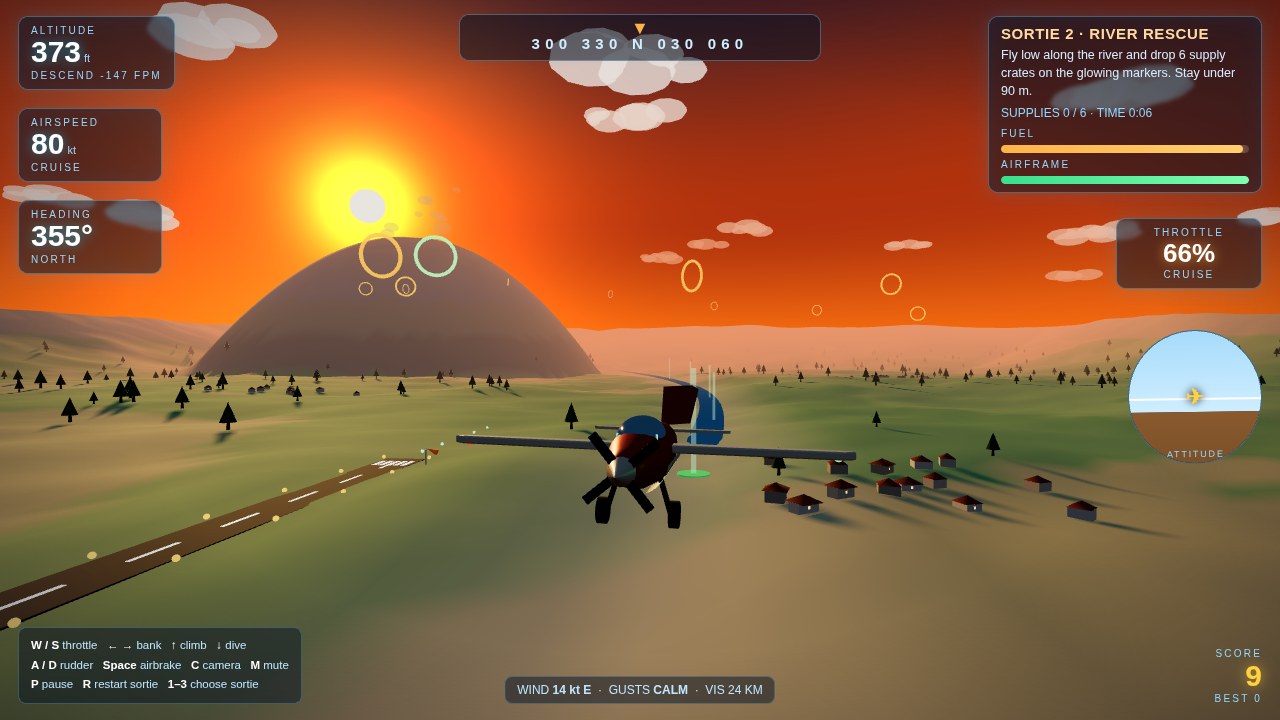 ALTITUDE
373 ft
DESCEND -147 FPM
AIRSPEED
80 kt
CRUISE
HEADING
355°
NORTH
300 330 N 030 060
SORTIE 2 · RIVER RESCUE
Fly low along the river and drop 6 supply
crates on the glowing markers. Stay under
90 m.
SUPPLIES 0 / 6 · TIME 0:06
FUEL
AIRFRAME
THROTTLE
66%
CRUISE
ATTITUDE
W / S throttle ← → bank ↑ climb ↓ dive
A / D rudder Space airbrake C camera M mute
P pause R restart sortie 1–3 choose sortie
WIND 14 kt E · GUSTS CALM · VIS 24 KM
SCORE
9
BEST 0